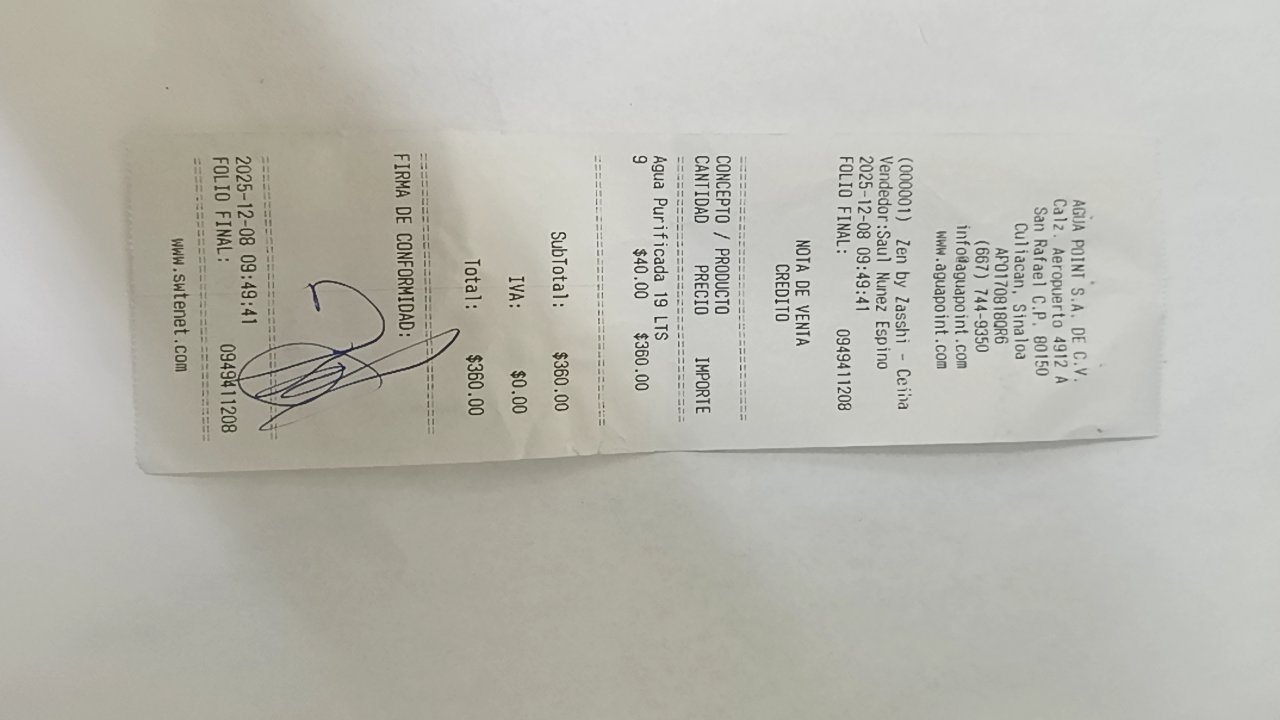 AGUA POINT S.A. DE C.V.
Calz. Aeropuerto 4912 A
San Rafael C.P. 80150
Culiacan, Sinaloa
APO170818QR6
(667) 744-9350
info@aguapoint.com
www.aguapoint.com
(000001) Zen by Zasshi - Ceiba
Vendedor:Saul Nunez Espino
2025-12-08 09:49:41
FOLIO FINAL: 0949411208
NOTA DE VENTA
CREDITO
CONCEPTO / PRODUCTO
CANTIDAD PRECIO IMPORTE
Agua Purificada 19 LTS
9 $40.00 $360.00
SubTotal: $360.00
IVA: $0.00
Total: $360.00
FIRMA DE CONFORMIDAD:
2025-12-08 09:49:41
FOLIO FINAL: 0949411208
www.swtenet.com